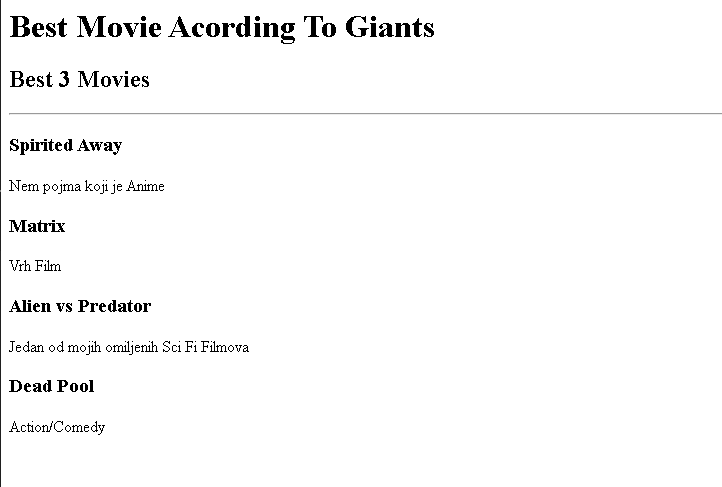 Best Movie Acording To Giants
Best 3 Movies
Spirited Away
Nem pojma koji je Anime
Matrix
Vrh Film
Alien vs Predator
Jedan od mojih omiljenih Sci Fi Filmova
Dead Pool
Action/Comedy